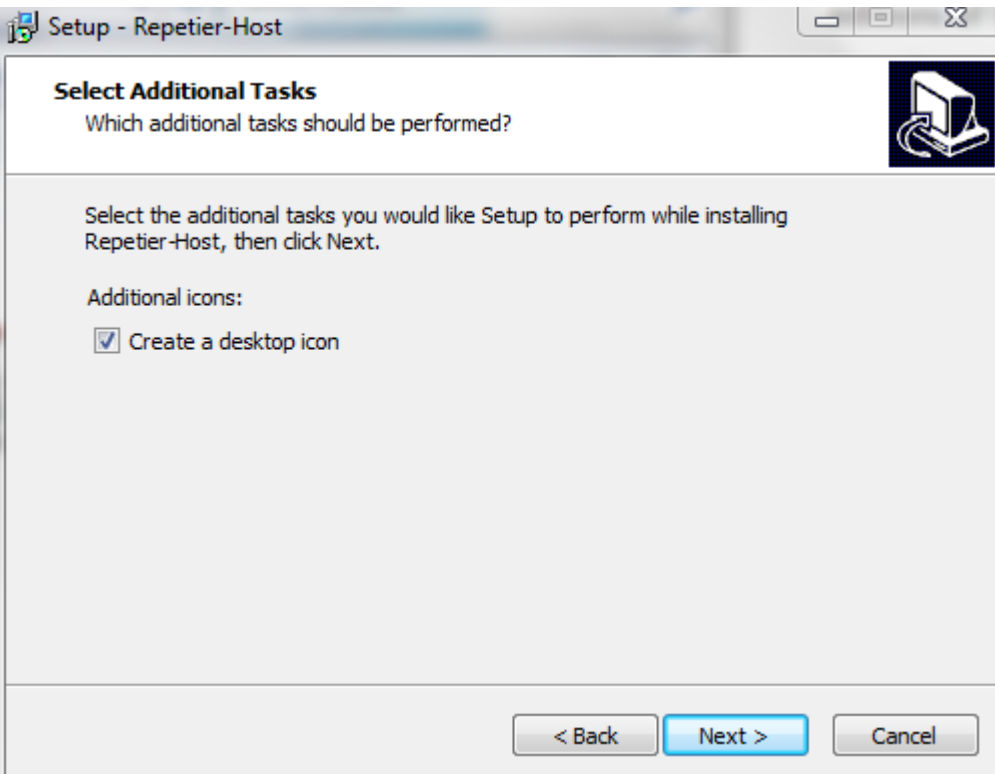 Setup - Repetier-Host
Select Additional Tasks
Which additional tasks should be performed?
Select the additional tasks you would like Setup to perform while installing
Repetier-Host, then click Next.
Additional icons:
Create a desktop icon
< Back
Next >
Cancel